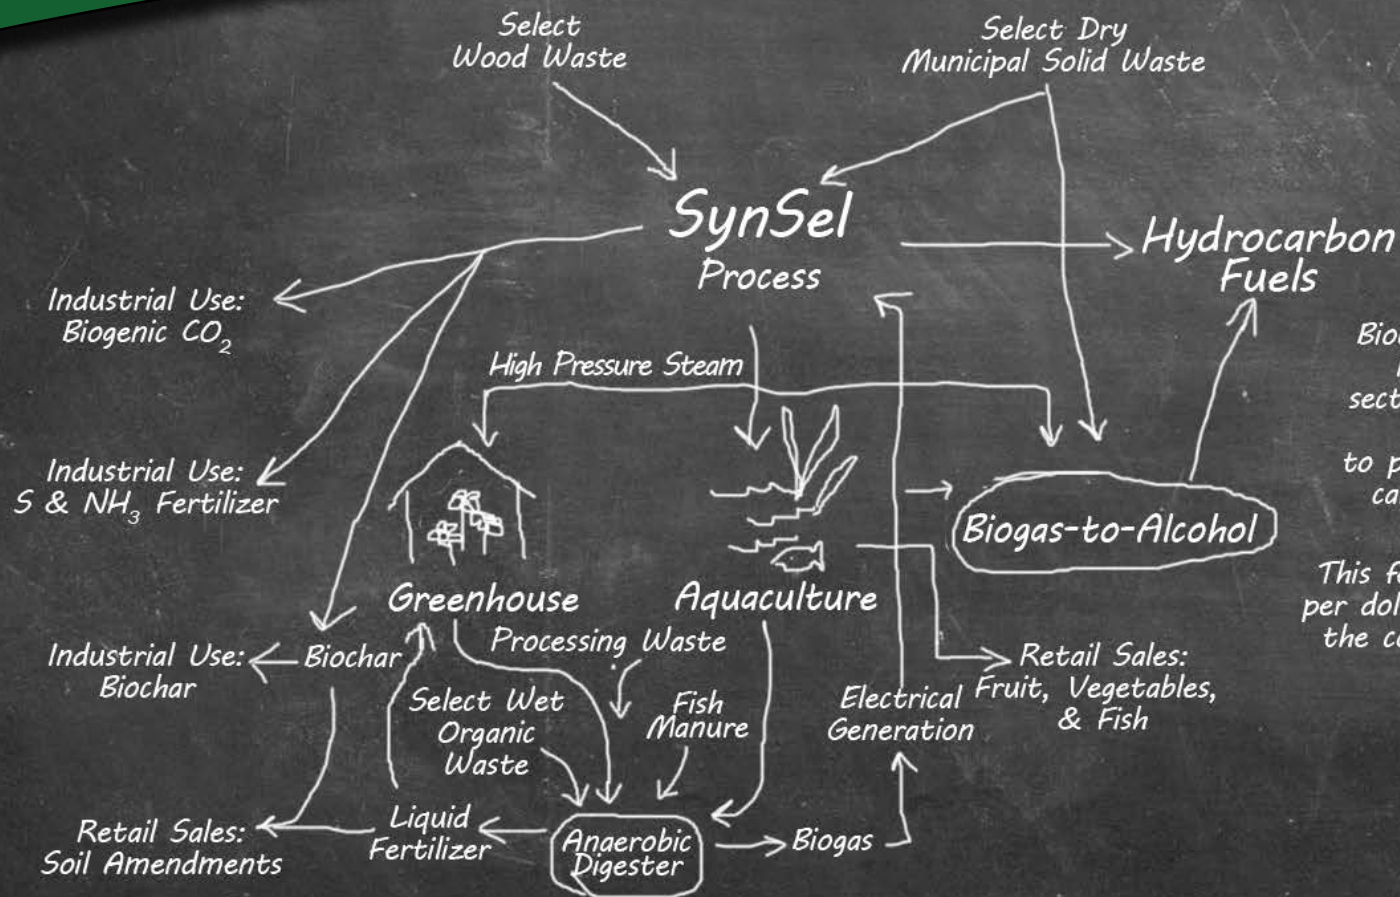 Select
Wood Waste
Select Dry
Municipal Solid Waste
SynSel
Process
Hydrocarbon
Fuels
Industrial Use:
Biogenic CO₂
High Pressure Steam
sect
to p
ca
Industrial Use:
S & NH₃ Fertilizer
Biogas-to-Alcohol
This f
per dol
the c
Greenhouse
Aquaculture
Processing Waste
Industrial Use:
Biochar
Biochar
Select Wet
Organic
Waste
Fish
Manure
Electrical
Generation
Retail Sales:
Fruit, Vegetables,
& Fish
Retail Sales:
Soil Amendments
Liquid
Fertilizer
Anaerobic
Digester
Biogas